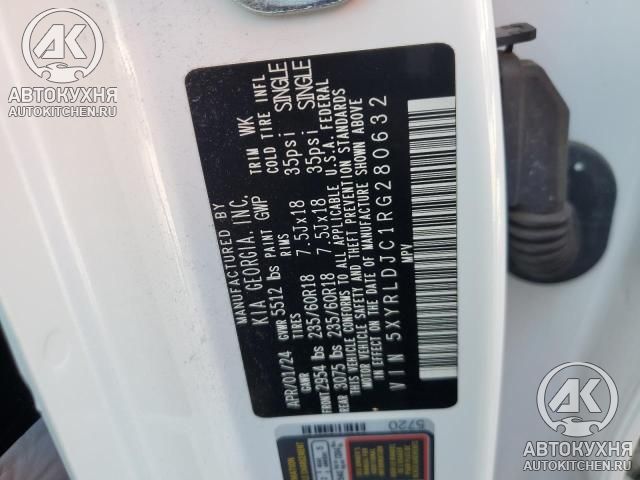 АВТОКУХНЯ
AUTOKITCHEN.RU
MANUFACTURED BY
KIA GEORGIA, INC.
APR/01/24 GVWR 5512 lbs PAINT GWP TRIM WK
GAWR TIRES RIMS COLD TIRE INFL
FRONT 2954 lbs 235/60R18 7.5Jx18 35psi SINGLE
REAR 3075 lbs 235/60R18 7.5Jx18 35psi SINGLE
THIS VEHICLE CONFORMS TO ALL APPLICABLE U.S.A. FEDERAL
MOTOR VEHICLE SAFETY AND THEFT PREVENTION STANDARDS
IN EFFECT ON THE DATE OF MANUFACTURE SHOWN ABOVE
VIN 5XYRLDJC1RG280632
MPV
5720
АВТОКУХНЯ
AUTOKITCHEN.RU